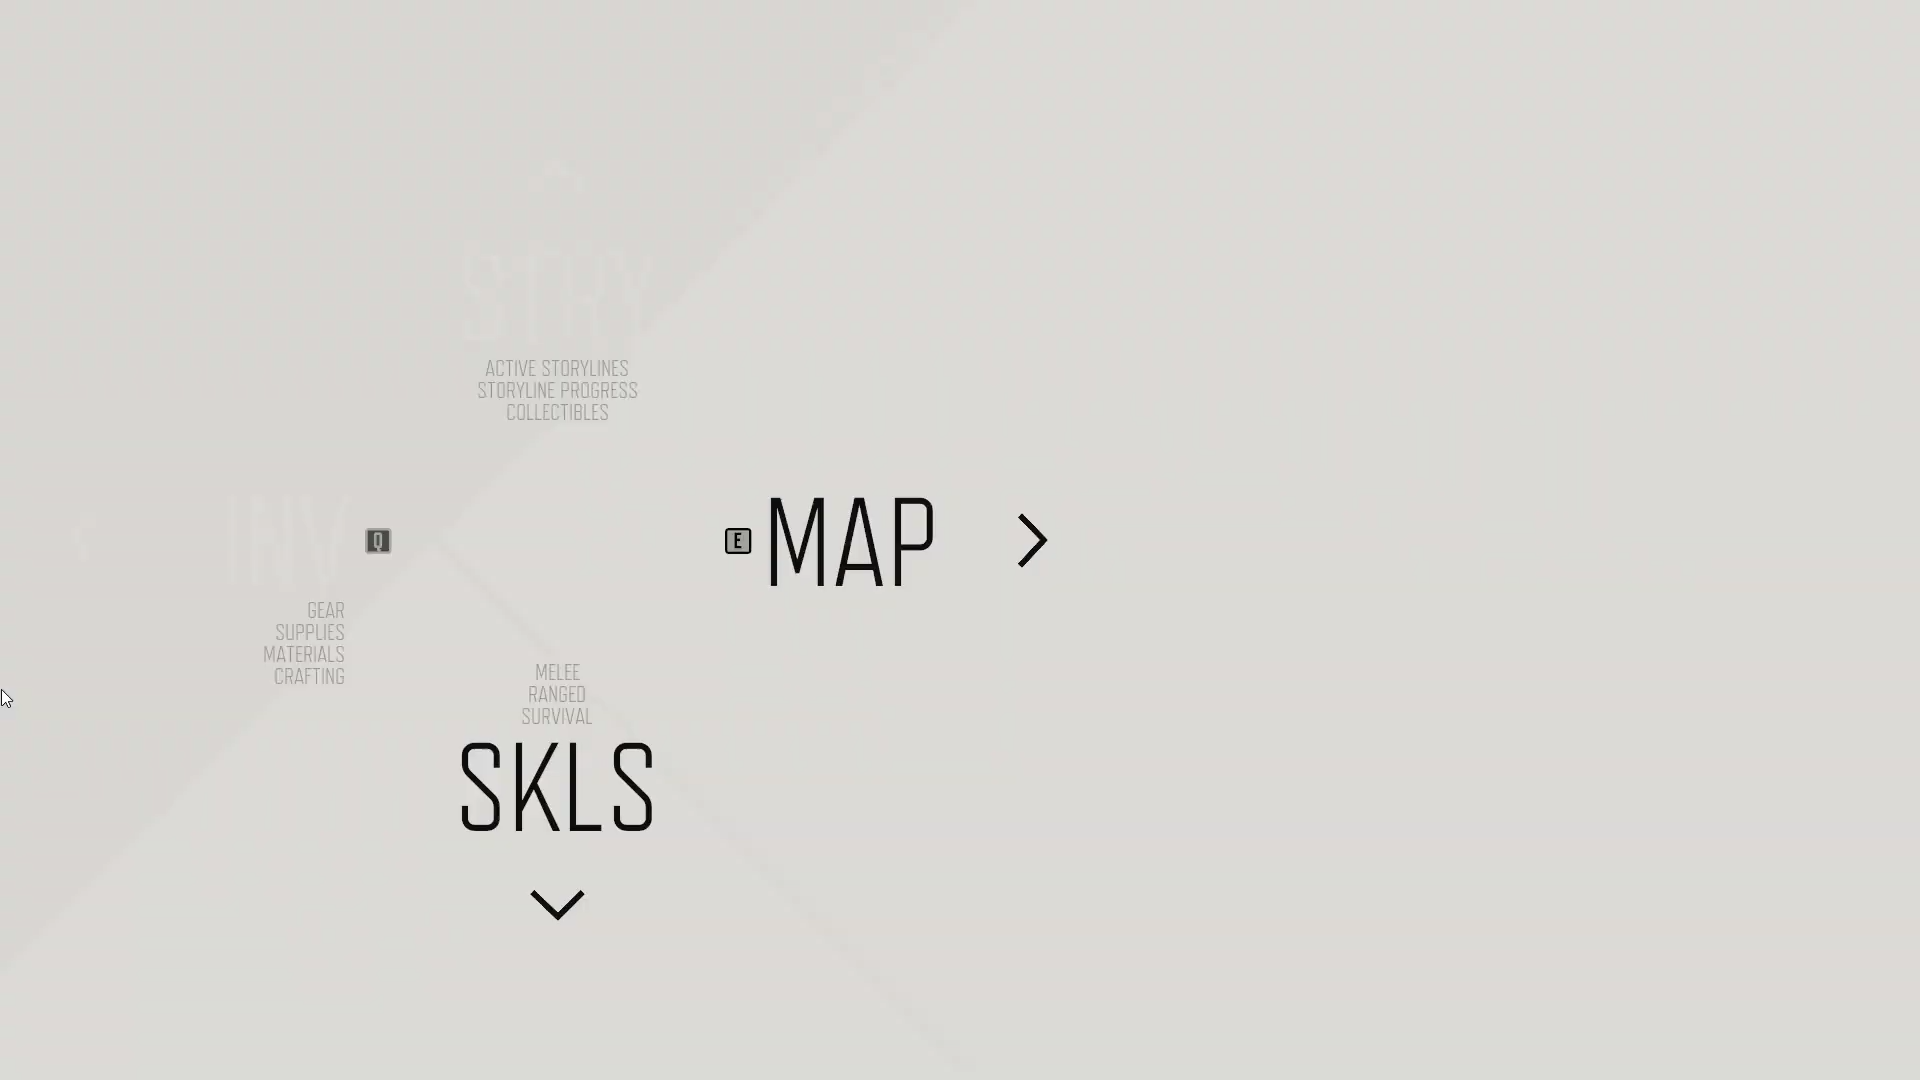 STRY
ACTIVE STORYLINES
STORYLINE PROGRESS
COLLECTIBLES
INV
Q
E
MAP
GEAR
SUPPLIES
MATERIALS
CRAFTING
MELEE
RANGED
SURVIVAL
SKLS